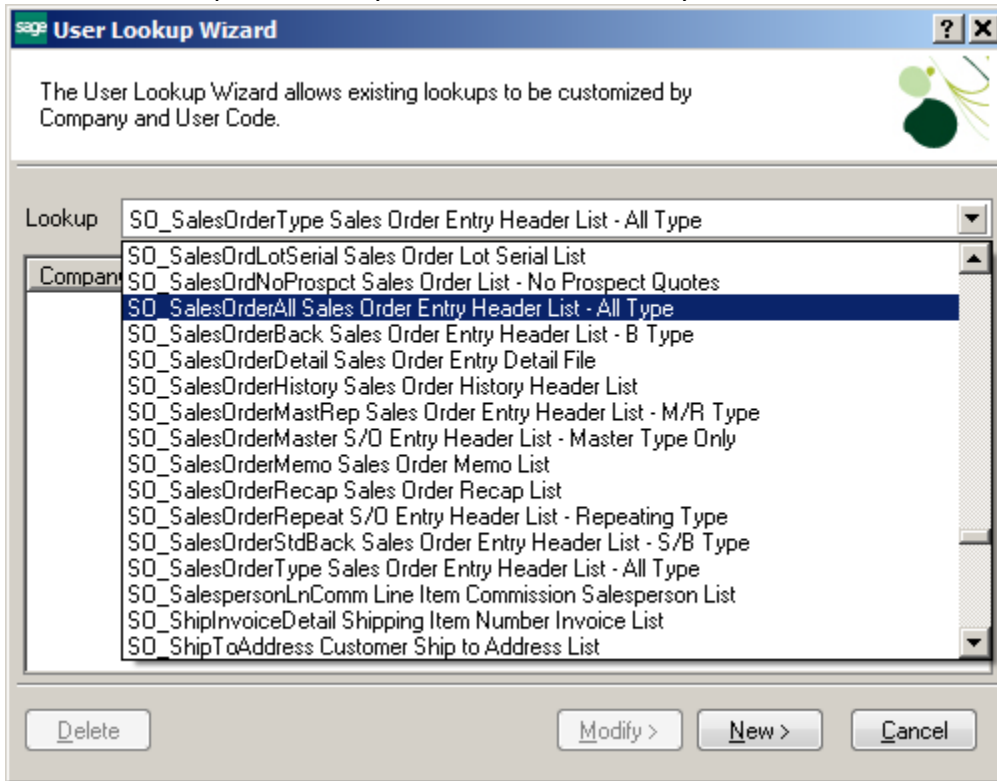 sage User Lookup Wizard
The User Lookup Wizard allows existing lookups to be customized by
Company and User Code.
Lookup SO_SalesOrderType Sales Order Entry Header List - All Type
Compan
SO_SalesOrdLotSerial Sales Order Lot Serial List
SO_SalesOrdNoProspct Sales Order List - No Prospect Quotes
SO_SalesOrderAll Sales Order Entry Header List - All Type
SO_SalesOrderBack Sales Order Entry Header List - B Type
SO_SalesOrderDetail Sales Order Entry Detail File
SO_SalesOrderHistory Sales Order History Header List
SO_SalesOrderMastRep Sales Order Entry Header List - M/R Type
SO_SalesOrderMaster S/O Entry Header List - Master Type Only
SO_SalesOrderMemo Sales Order Memo List
SO_SalesOrderRecap Sales Order Recap List
SO_SalesOrderRepeat S/O Entry Header List - Repeating Type
SO_SalesOrderStdBack Sales Order Entry Header List - S/B Type
SO_SalesOrderType Sales Order Entry Header List - All Type
SO_SalespersonLnComm Line Item Commission Salesperson List
SO_ShipInvoiceDetail Shipping Item Number Invoice List
SO_ShipToAddress Customer Ship to Address List
Delete Modify > New > Cancel